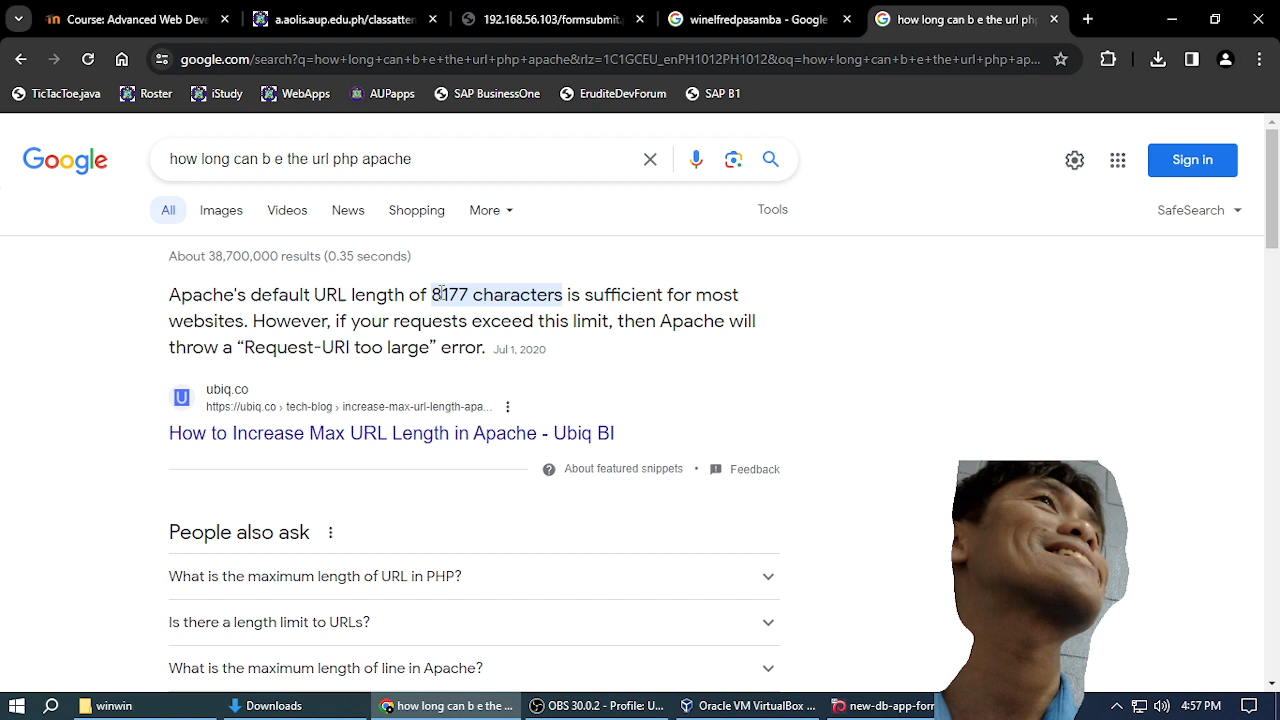 Course: Advanced Web Deve
a.aolis.aup.edu.ph/classatten
192.168.56.103/formsubmit.
winelfredpasamba - Google
how long can b e the url ph
google.com/search?q=how+long+can+b+e+the+url+php+apache&rlz=1C1GCEU_enPH1012PH1012&oq=how+long+can+b+e+the+url+php+ap...
TicTacToe.java
Roster
iStudy
WebApps
AUPapps
SAP BusinessOne
EruditeDevForum
SAP B1
Google
how long can b e the url php apache
Sign in
All
Images
Videos
News
Shopping
More
Tools
SafeSearch
About 38,700,000 results (0.35 seconds)
Apache's default URL length of 8177 characters is sufficient for most
websites. However, if your requests exceed this limit, then Apache will
throw a “Request-URI too large” error. Jul 1, 2020
U
ubiq.co
https://ubiq.co › tech-blog › increase-max-url-length-apa...
How to Increase Max URL Length in Apache - Ubiq BI
About featured snippets • Feedback
People also ask
What is the maximum length of URL in PHP?
Is there a length limit to URLs?
What is the maximum length of line in Apache?
winwin
Downloads
how long can b e the ...
OBS 30.0.2 - Profile: U...
Oracle VM VirtualBox ...
new-db-app-forn
4:57 PM